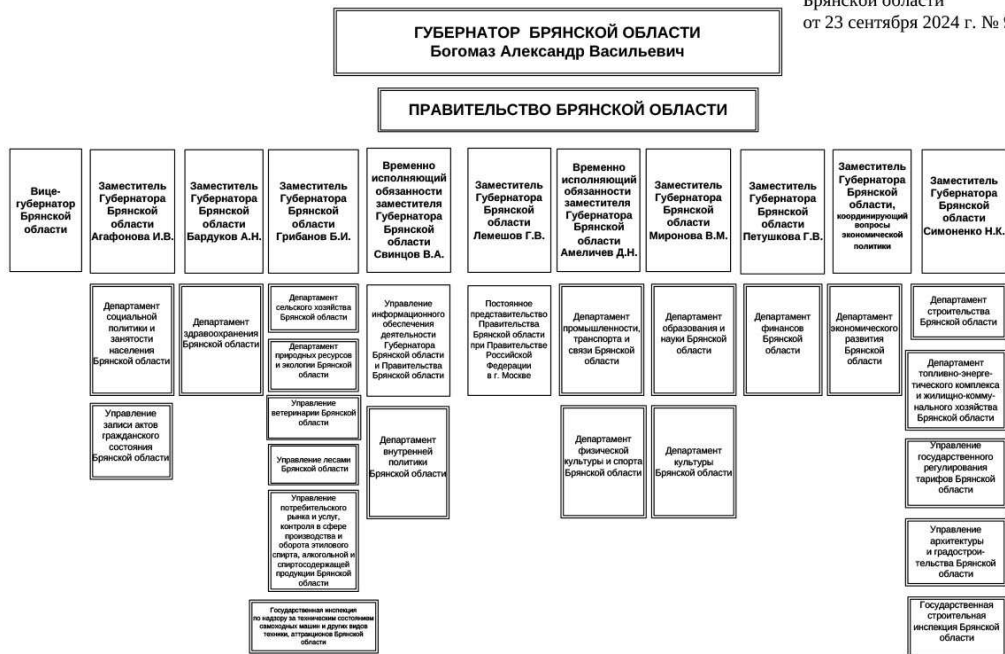 Брянской области
от 23 сентября 2024 г. №
ГУБЕРНАТОР БРЯНСКОЙ ОБЛАСТИ
Богомаз Александр Васильевич
ПРАВИТЕЛЬСТВО БРЯНСКОЙ ОБЛАСТИ
Вице-
губернатор
Брянской
области
Заместитель
Губернатора
Брянской
области
Агафонова И.В.
Заместитель
Губернатора
Брянской
области
Бардуков А.Н.
Заместитель
Губернатора
Брянской
области
Грибанов Б.И.
Временно
исполняющий
обязанности
заместителя
Губернатора
Брянской
области
Свинцов В.А.
Заместитель
Губернатора
Брянской
области
Лемешов Г.В.
Временно
исполняющий
обязанности
заместителя
Губернатора
Брянской
области
Амеличев Д.Н.
Заместитель
Губернатора
Брянской
области
Миронова В.М.
Заместитель
Губернатора
Брянской
области
Петушкова Г.В.
Заместитель
Губернатора
Брянской
области,
координирующий
вопросы
экономической
политики
Заместитель
Губернатора
Брянской
области
Симоненко Н.К.
Департамент
социальной
политики и
занятости
населения
Брянской области
Управление
записи актов
гражданского
состояния
Брянской области
Департамент
здравоохранения
Брянской области
Департамент
сельского хозяйства
Брянской области
Департамент
природных ресурсов
и экологии Брянской
области
Управление
ветеринарии Брянской
области
Управление лесами
Брянской области
Управление
потребительского
рынка и услуг,
контроля в сфере
производства и
оборота этилового
спирта, алкогольной и
спиртосодержащей
продукции Брянской
области
Государственная инспекция
по надзору за техническим состоянием
самоходных машин и других видов
техники, аттракционов Брянской
области
Управление
информационного
обеспечения
деятельности
Губернатора
Брянской области
и Правительства
Брянской области
Департамент
внутренней
политики
Брянской области
Постоянное
представительство
Правительства
Брянской области
при Правительстве
Российской
Федерации
в г. Москве
Департамент
промышленности,
транспорта и
связи Брянской
области
Департамент
физической
культуры и спорта
Брянской области
Департамент
образования и
науки Брянской
области
Департамент
культуры
Брянской области
Департамент
финансов
Брянской
области
Департамент
экономического
развития
Брянской
области
Департамент
строительства
Брянской области
Департамент
топливно-энерге-
тического комплекса
и жилищно-комму-
нального хозяйства
Брянской области
Управление
государственного
регулирования
тарифов Брянской
области
Управление
архитектуры
и градострои-
тельства Брянской
области
Государственная
строительная
инспекция Брянской
области